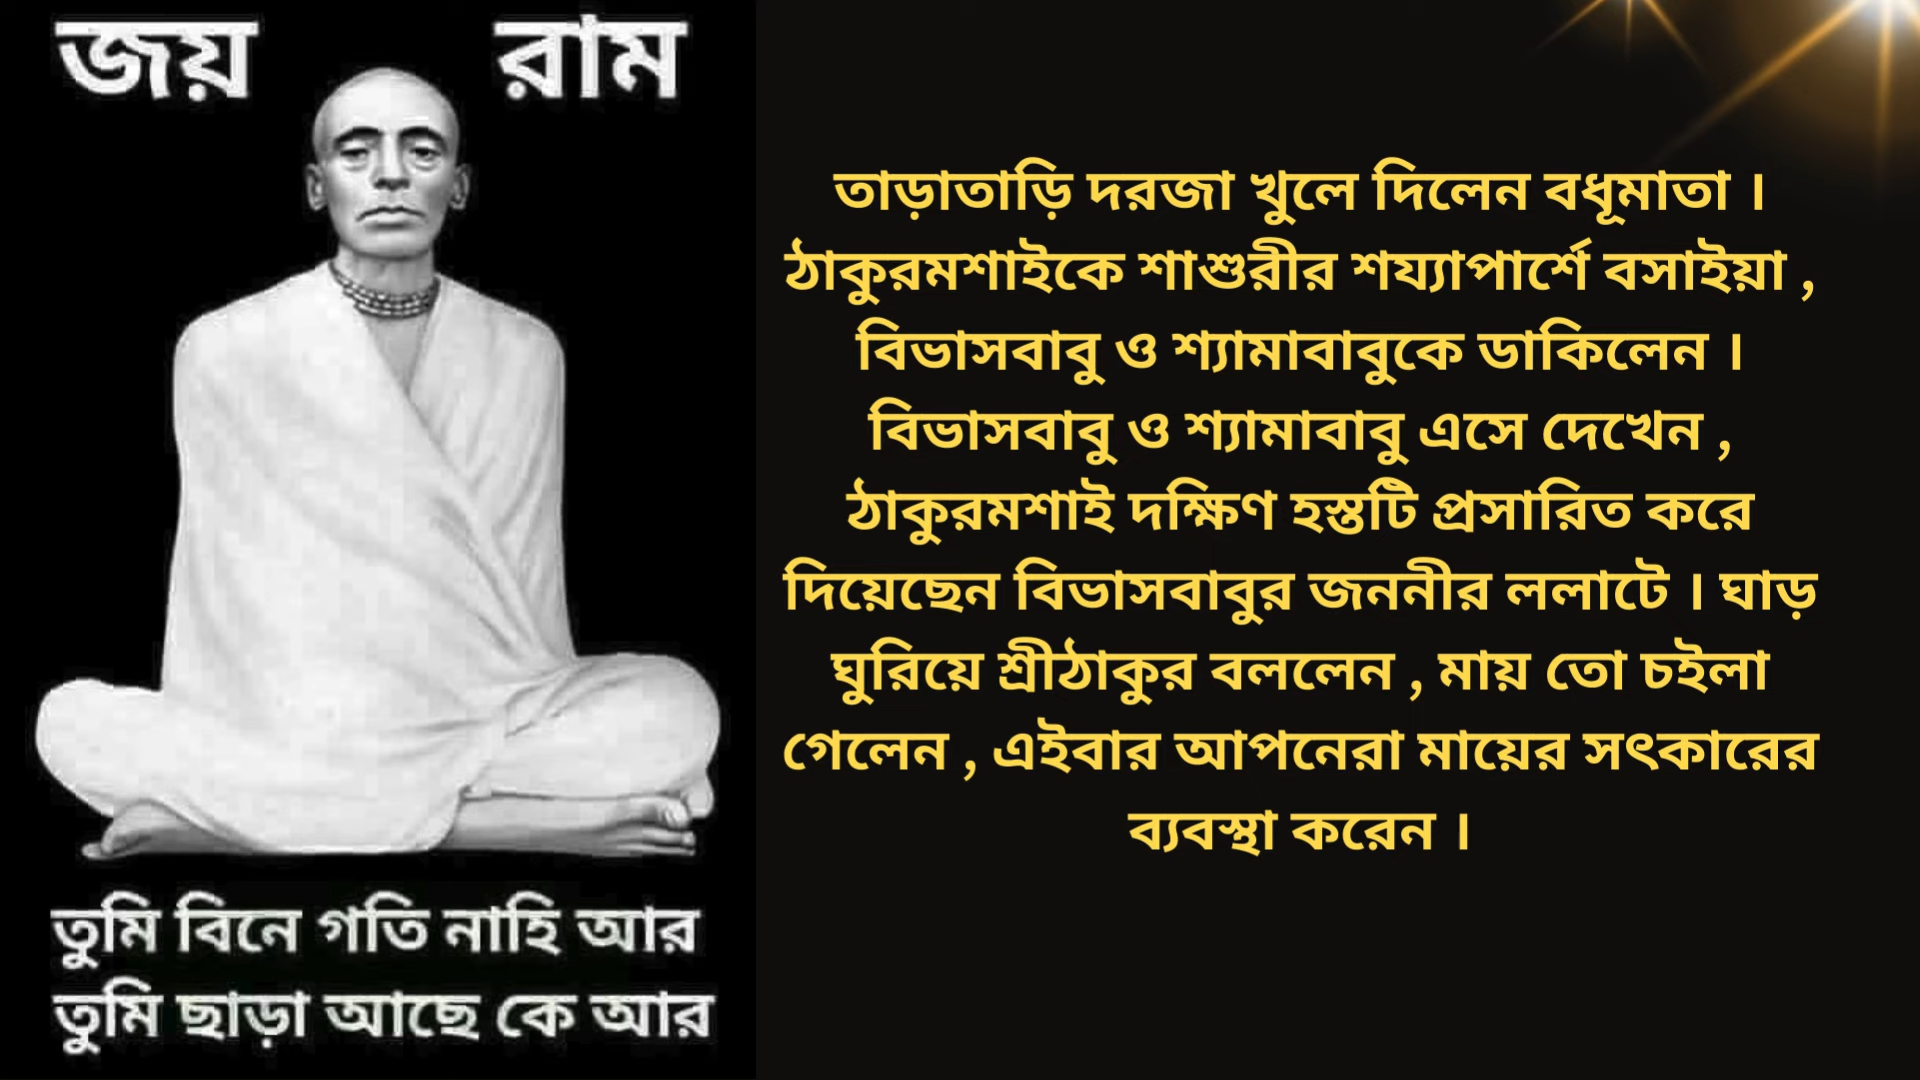 জয় রাম
তাড়াতাড়ি দরজা খুলে দিলেন বধূমাতা ।
ঠাকুরমশাইকে শাশুরীর শয্যাপার্শে বসাইয়া ,
বিভাসবাবু ও শ্যামাবাবুকে ডাকিলেন ।
বিভাসবাবু ও শ্যামাবাবু এসে দেখেন ,
ঠাকুরমশাই দক্ষিণ হস্তটি প্রসারিত করে
দিয়েছেন বিভাসবাবুর জননীর ললাটে । ঘাড়
ঘুরিয়ে শ্রীঠাকুর বললেন , মায় তো চইলা
গেলেন , এইবার আপনেরা মায়ের সৎকারের
ব্যবস্থা করেন ।
তুমি বিনে গতি নাহি আর
তুমি ছাড়া আছে কে আর